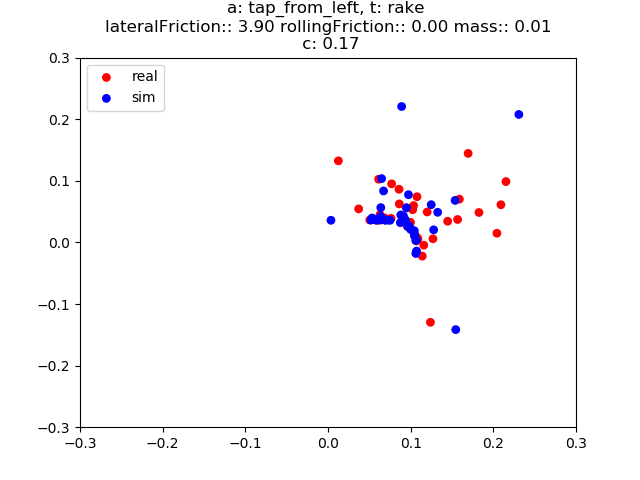 a: tap_from_left, t: rake
lateralFriction:: 3.90 rollingFriction:: 0.00 mass:: 0.01
c: 0.17
real
sim
0.3
0.2
0.1
0.0
−0.1
−0.2
−0.3
−0.3 −0.2 −0.1 0.0 0.1 0.2 0.3